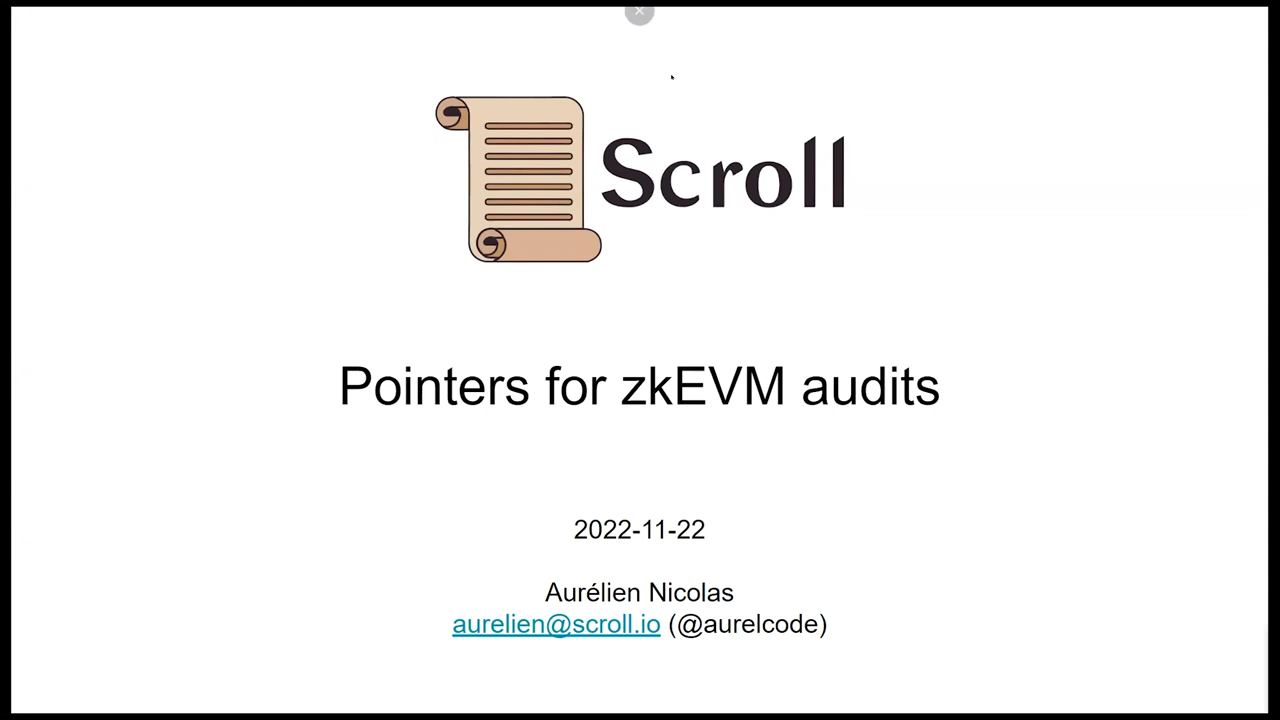 Scroll
Pointers for zkEVM audits
2022-11-22
Aurélien Nicolas
aurelien@scroll.io (@aurelcode)